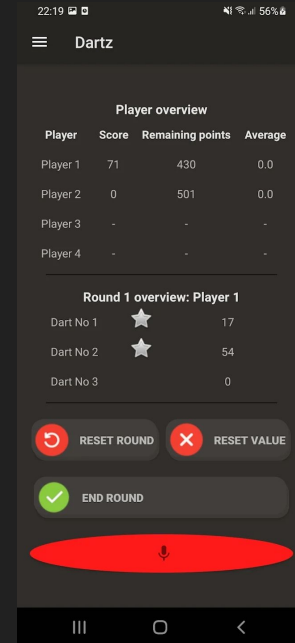 22:19 56%
Dartz
Player overview
Player Score Remaining points Average
Player 1 71 430 0.0
Player 2 0 501 0.0
Player 3 - - -
Player 4 - - -
Round 1 overview: Player 1
Dart No 1 17
Dart No 2 54
Dart No 3 0
RESET ROUND RESET VALUE
END ROUND